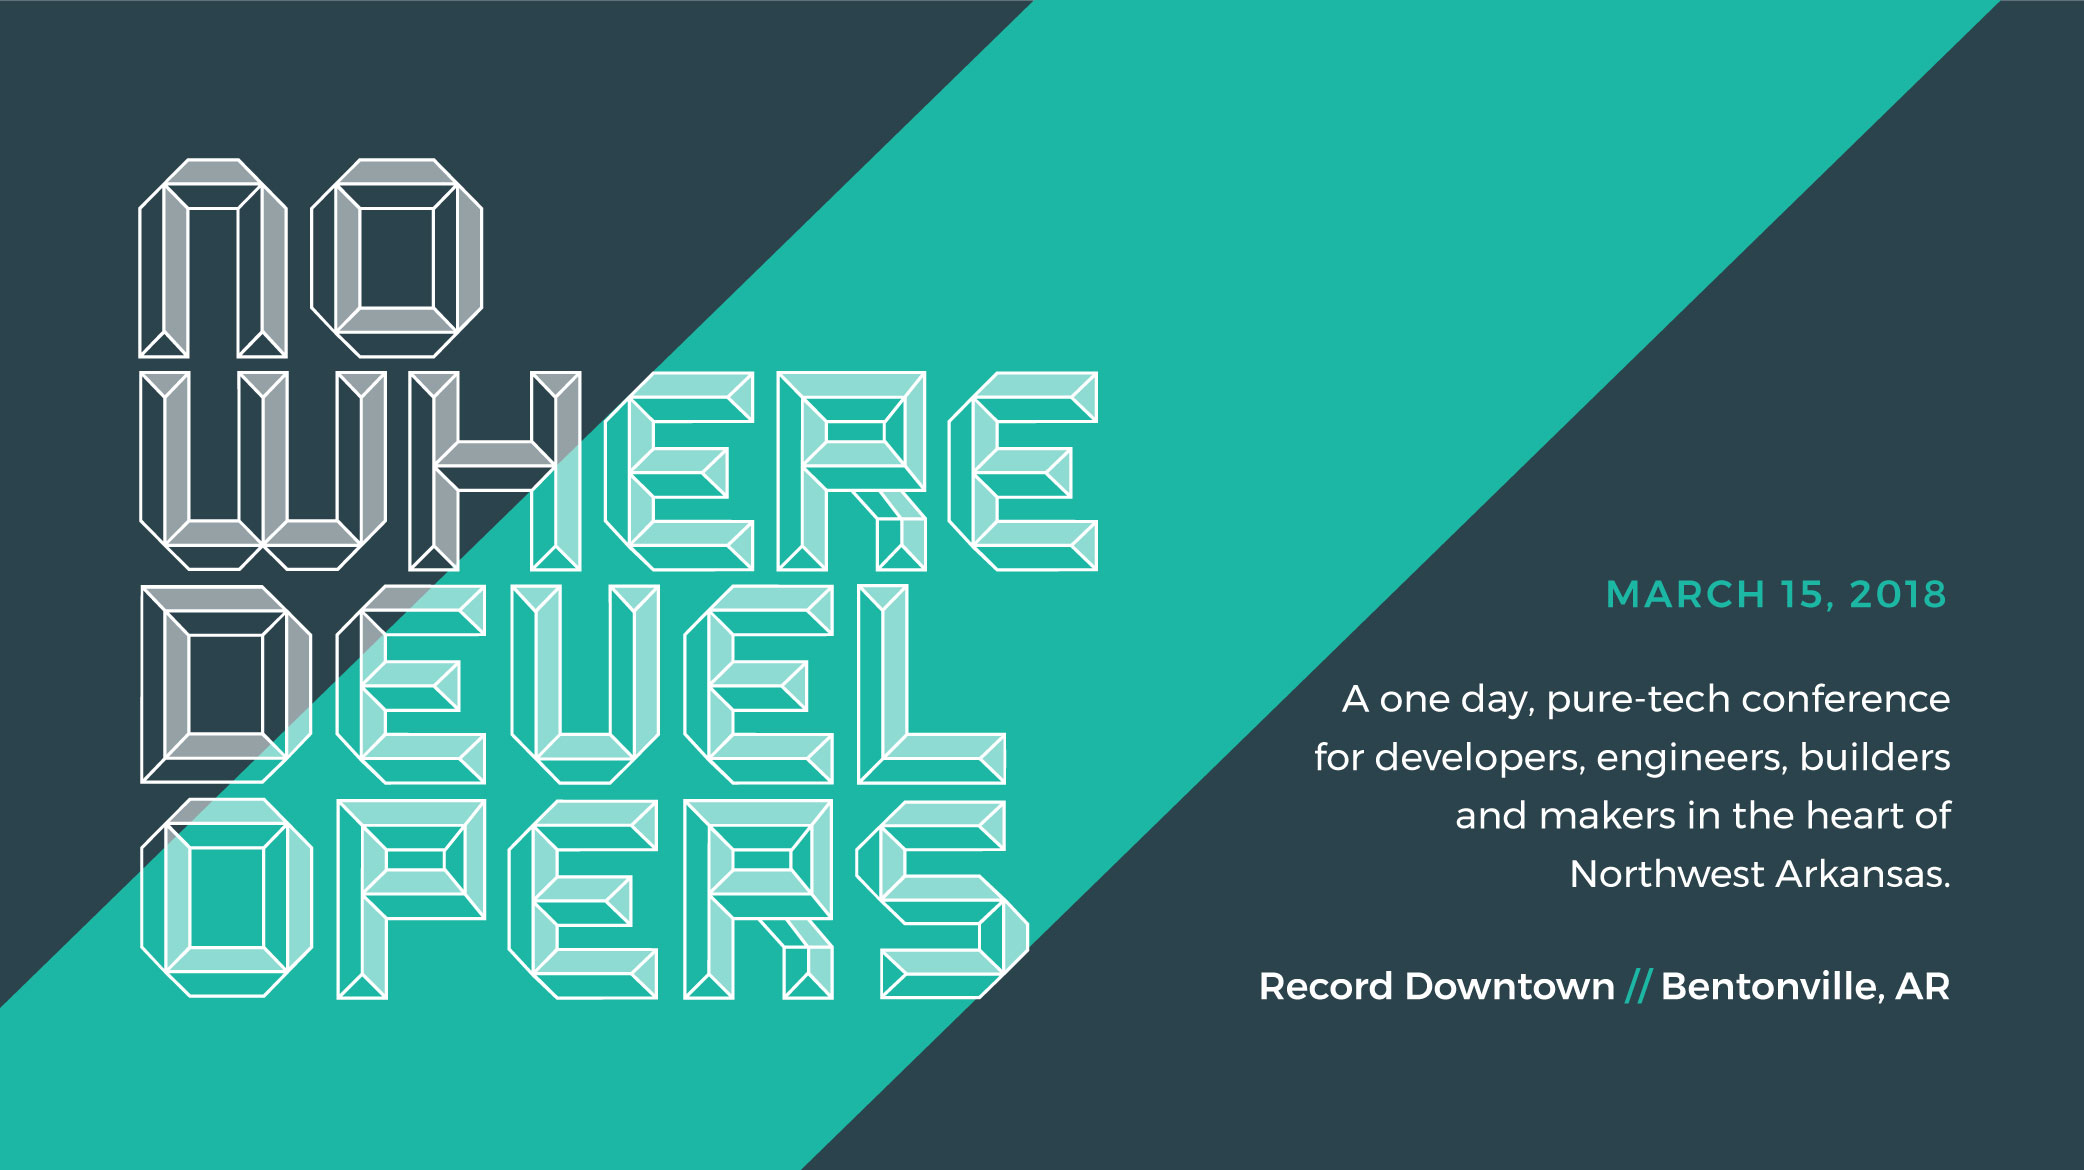 NO
WHERE
DEVEL
OPERS
MARCH 15, 2018
A one day, pure-tech conference
for developers, engineers, builders
and makers in the heart of
Northwest Arkansas.
Record Downtown // Bentonville, AR